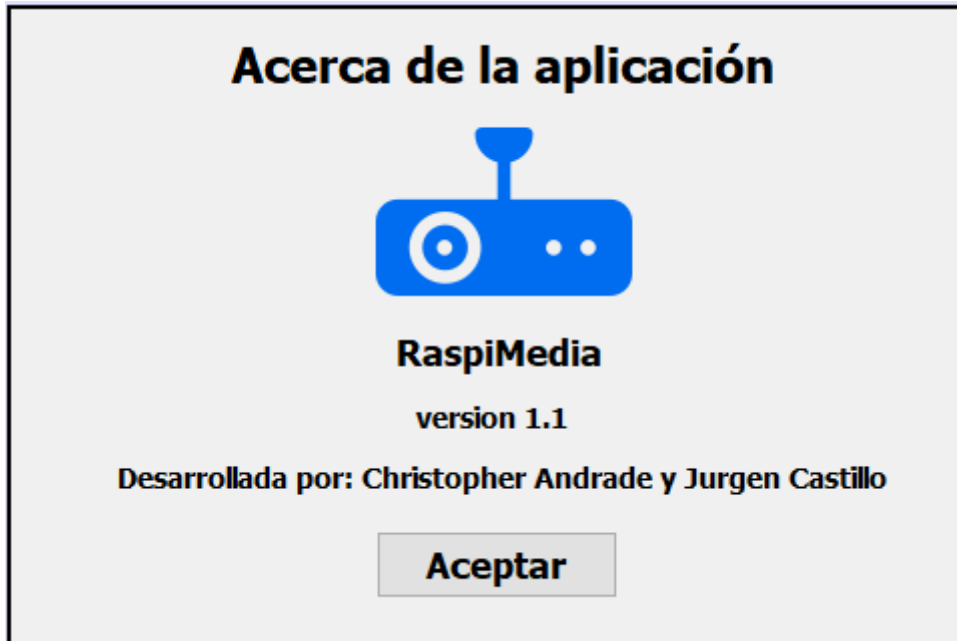 Acerca de la aplicación
RaspiMedia
version 1.1
Desarrollada por: Christopher Andrade y Jurgen Castillo
Aceptar